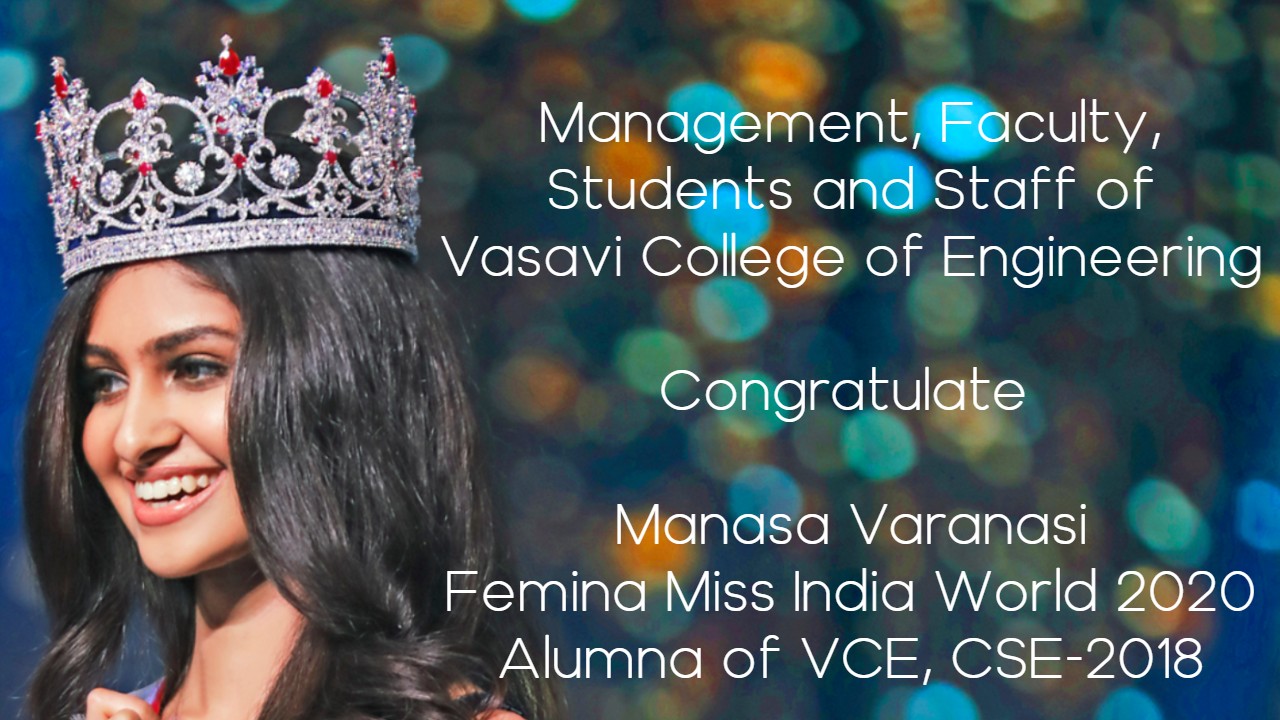 Management, Faculty,
Students and Staff of
Vasavi College of Engineering
Congratulate
Manasa Varanasi
Femina Miss India World 2020
Alumna of VCE, CSE-2018